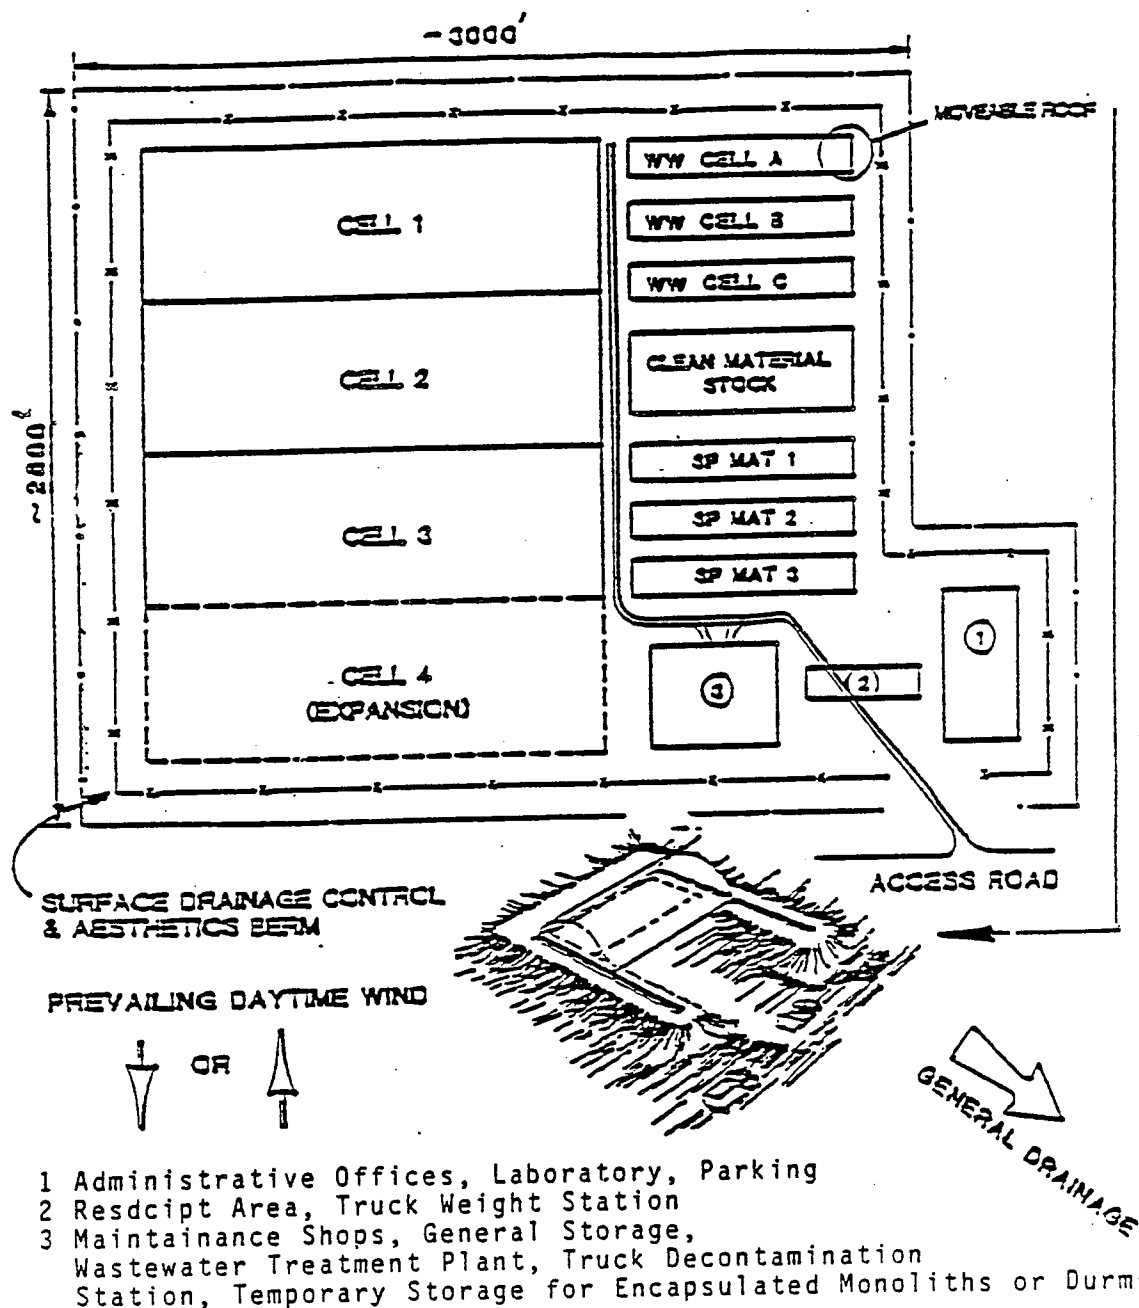 ~3000'
MOVEABLE ROOF
WW CELL A
CELL 1
WW CELL B
WW CELL C
CLEAN MATERIAL
STOCK
CELL 2
~2800'
SP MAT 1
SP MAT 2
CELL 3
SP MAT 3
1
CELL 4
(EXPANSION)
3
2
ACCESS ROAD
SURFACE DRAINAGE CONTROL
& AESTHETICS BERM
PREVAILING DAYTIME WIND
OR
GENERAL DRAINAGE
1 Administrative Offices, Laboratory, Parking
2 Resdcipt Area, Truck Weight Station
3 Maintainance Shops, General Storage,
Wastewater Treatment Plant, Truck Decontamination
Station, Temporary Storage for Encapsulated Monoliths or Durm